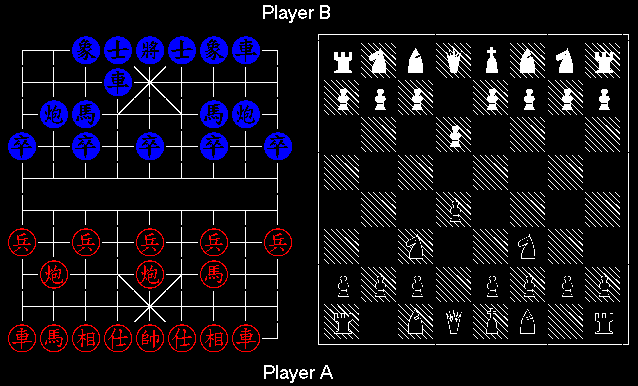 Player B
象士將士象車
車
炮馬馬炮
卒卒卒卒卒
兵兵兵兵兵
炮炮馬
車馬相仕帥仕相車
Player A